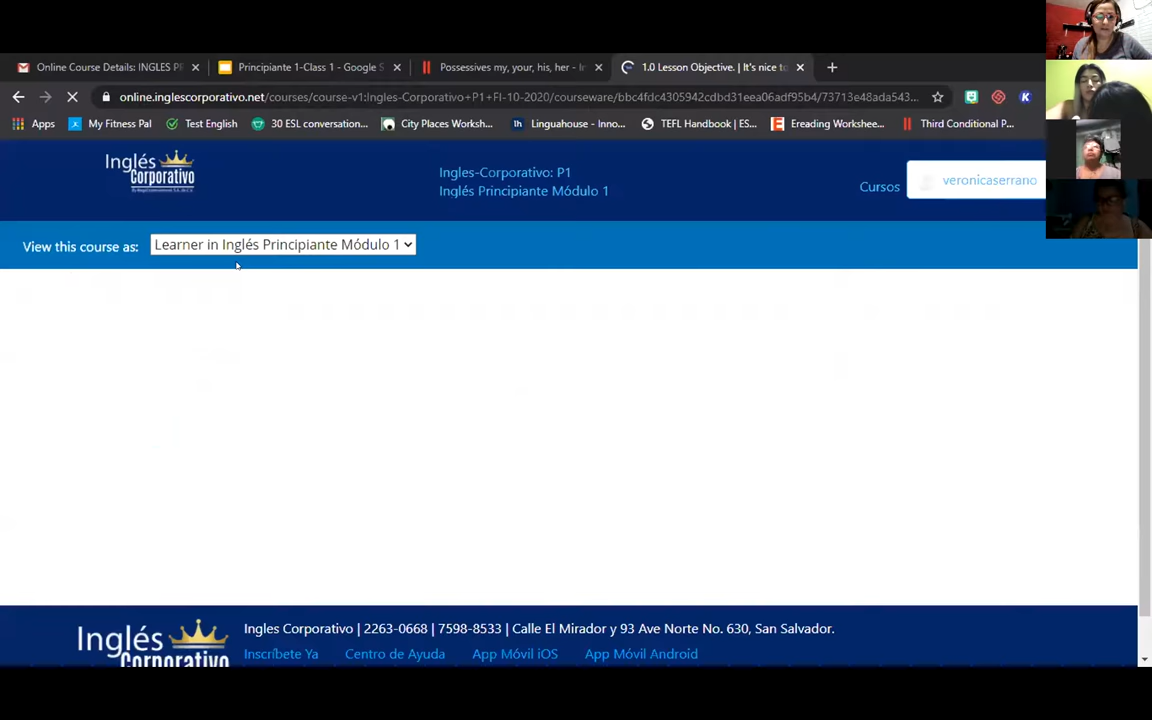 Online Course Details: INGLES P
Principiante 1-Class 1 - Google S
Possessives my, your, his, her - In
1.0 Lesson Objective. | It's nice to
online.inglescorporativo.net/courses/course-v1:Ingles-Corporativo+P1+FI-10-2020/courseware/bbc4fdc4305942cdbd31eea06adf95b4/73713e48ada543...
Apps
My Fitness Pal
Test English
30 ESL conversation...
City Places Worksh...
Linguahouse - Inno...
TEFL Handbook | ES...
Ereading Workshee...
Third Conditional P...
Inglés
Corporativo
Ingles-Corporativo: P1
Inglés Principiante Módulo 1
Cursos
veronicaserrano
View this course as:
Learner in Inglés Principiante Módulo 1
Inglés
Corporativo
Ingles Corporativo | 2263-0668 | 7598-8533 | Calle El Mirador y 93 Ave Norte No. 630, San Salvador.
Inscríbete Ya
Centro de Ayuda
App Móvil iOS
App Móvil Android